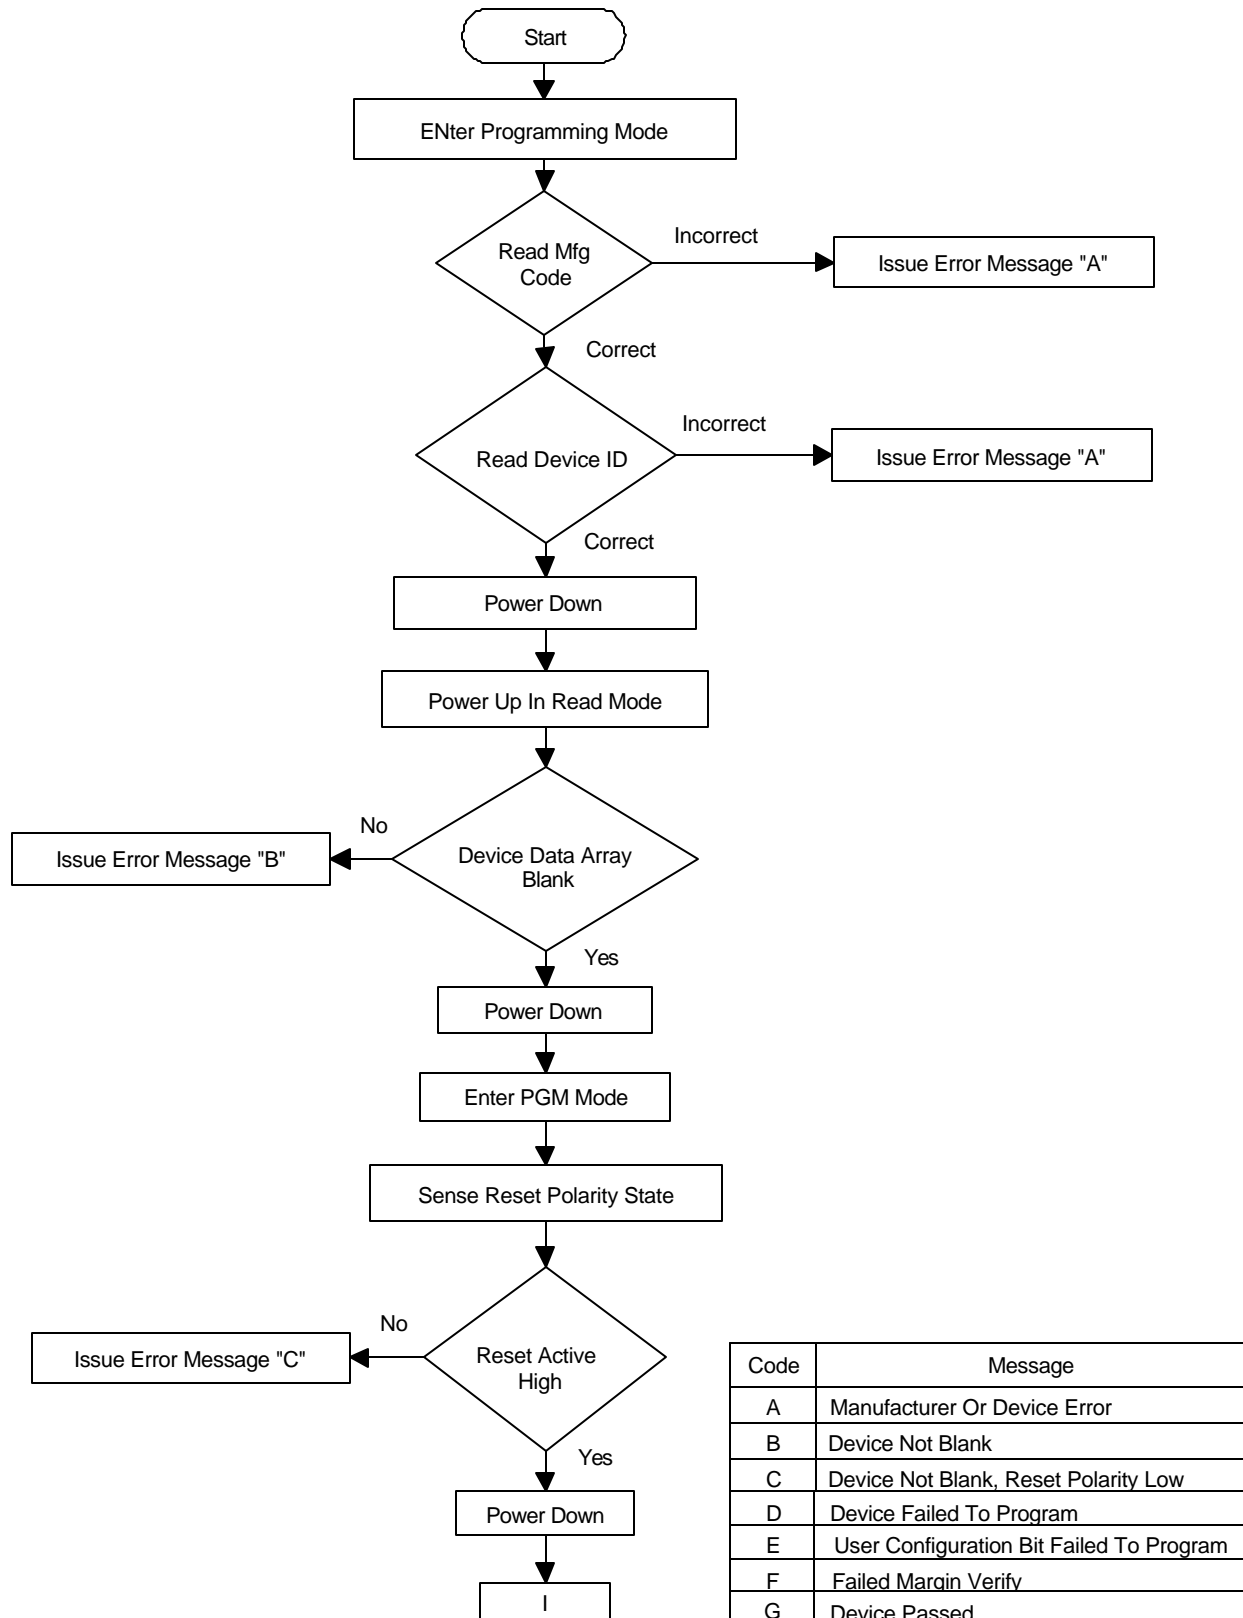 Start
ENter Programming Mode
Read Mfg
Code
Incorrect
Issue Error Message "A"
Correct
Read Device ID
Incorrect
Issue Error Message "A"
Correct
Power Down
Power Up In Read Mode
Device Data Array
Blank
No
Issue Error Message "B"
Yes
Power Down
Enter PGM Mode
Sense Reset Polarity State
Reset Active
High
No
Issue Error Message "C"
Yes
Power Down
I
Code Message
A Manufacturer Or Device Error
B Device Not Blank
C Device Not Blank, Reset Polarity Low
D Device Failed To Program
E User Configuration Bit Failed To Program
F Failed Margin Verify
G Device Passed